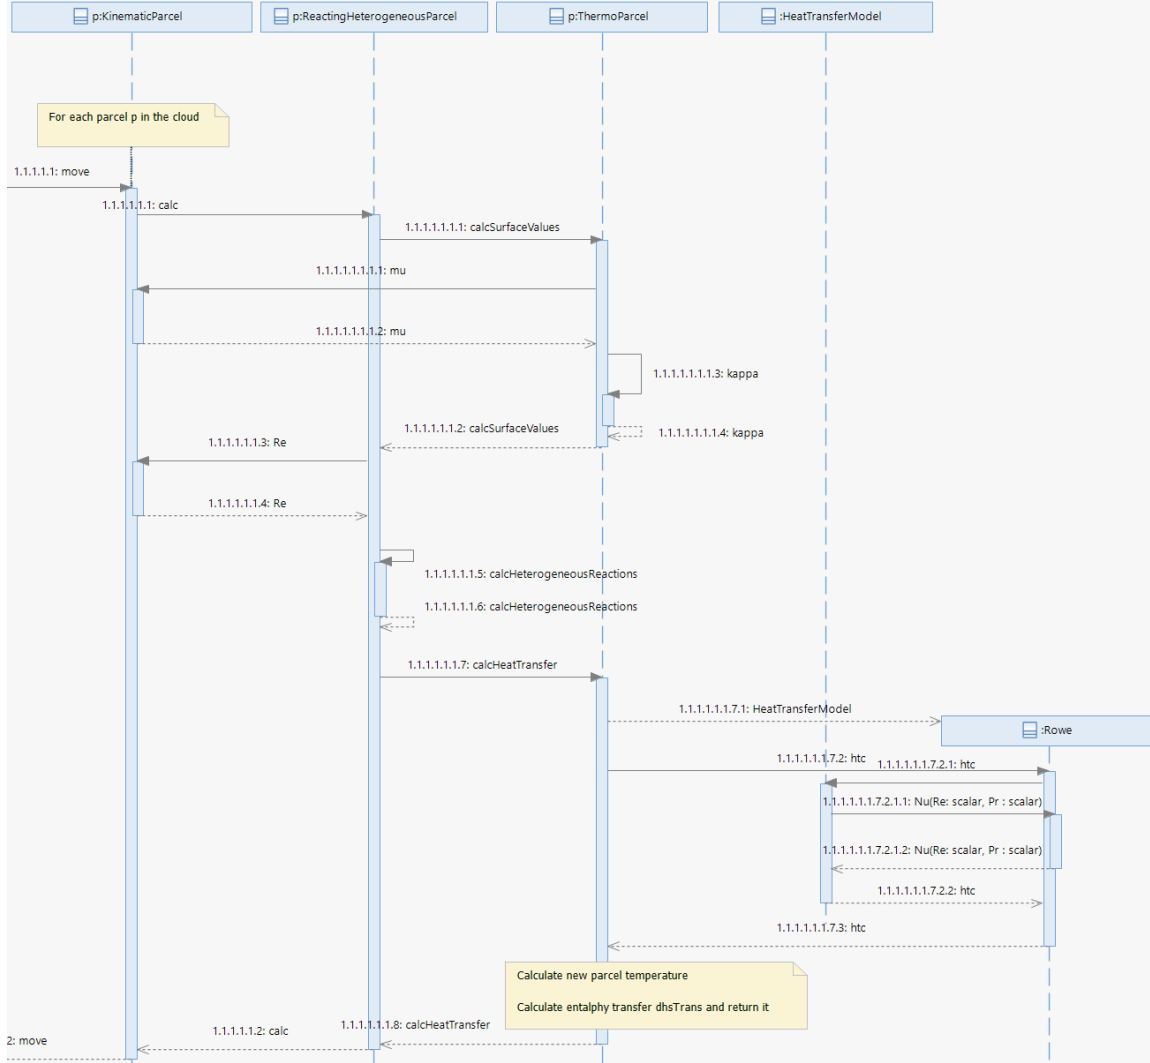 p:KinematicParcel
p:ReactingHeterogeneousParcel
p:ThermoParcel
:HeatTransferModel
For each parcel p in the cloud
1.1.1.1.1: move
1.1.1.1.1.1: calc
1.1.1.1.1.1.1: calcSurfaceValues
1.1.1.1.1.1.1.1: mu
1.1.1.1.1.1.1.2: mu
1.1.1.1.1.1.1.3: kappa
1.1.1.1.1.1.2: calcSurfaceValues
1.1.1.1.1.1.1.4: kappa
1.1.1.1.1.1.3: Re
1.1.1.1.1.1.4: Re
1.1.1.1.1.1.5: calcHeterogeneousReactions
1.1.1.1.1.1.6: calcHeterogeneousReactions
1.1.1.1.1.1.7: calcHeatTransfer
1.1.1.1.1.1.7.1: HeatTransferModel
:Rowe
1.1.1.1.1.1.7.2: htc
1.1.1.1.1.1.7.2.1: htc
1.1.1.1.1.1.7.2.1.1: Nu(Re: scalar, Pr : scalar)
1.1.1.1.1.1.7.2.1.2: Nu(Re: scalar, Pr : scalar)
1.1.1.1.1.1.7.2.2: htc
1.1.1.1.1.1.7.3: htc
Calculate new parcel temperature
Calculate entalphy transfer dhsTrans and return it
1.1.1.1.1.1.8: calcHeatTransfer
1.1.1.1.1.2: calc
2: move